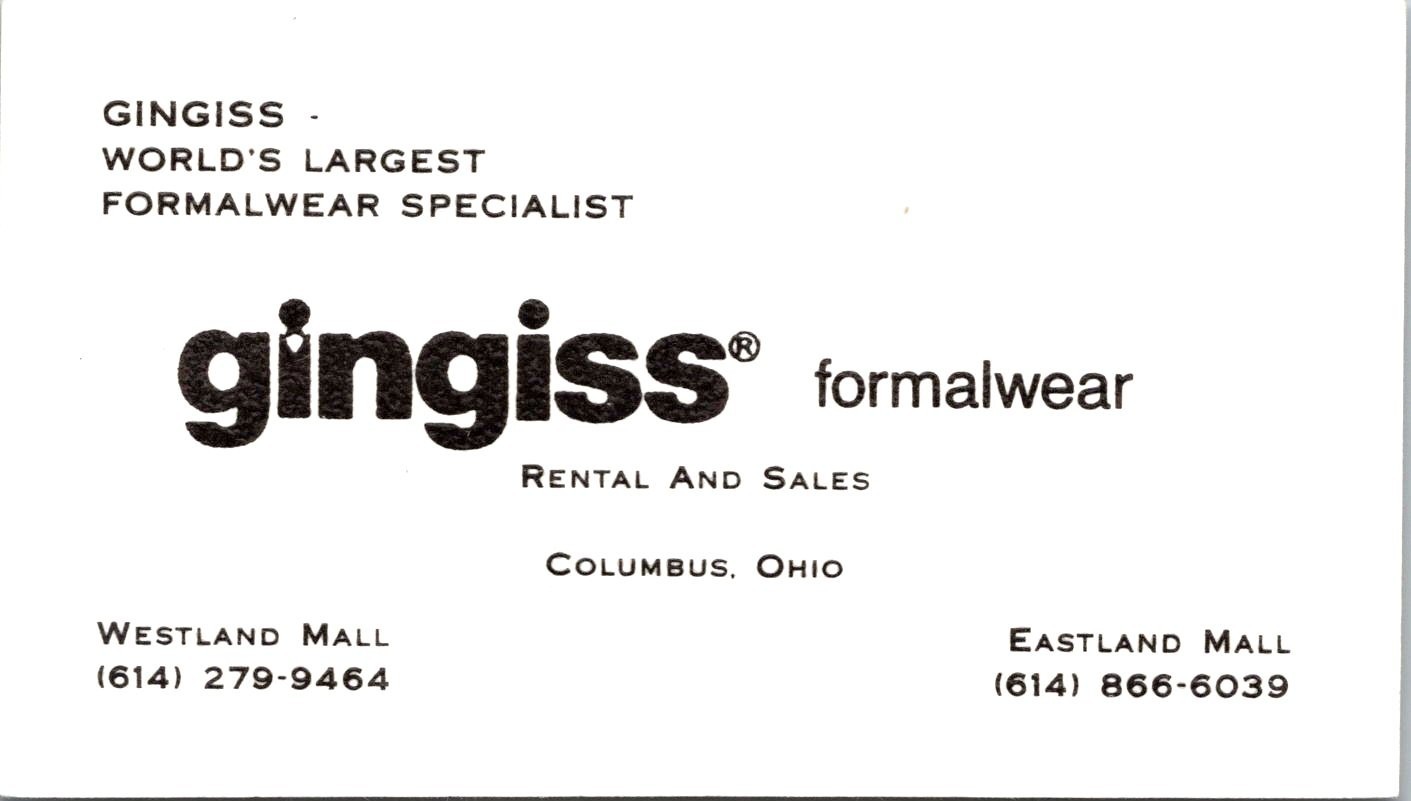 GINGISS -
WORLD'S LARGEST
FORMALWEAR SPECIALIST
gingiss® formalwear
RENTAL AND SALES
COLUMBUS, OHIO
WESTLAND MALL
(614) 279-9464
EASTLAND MALL
(614) 866-6039